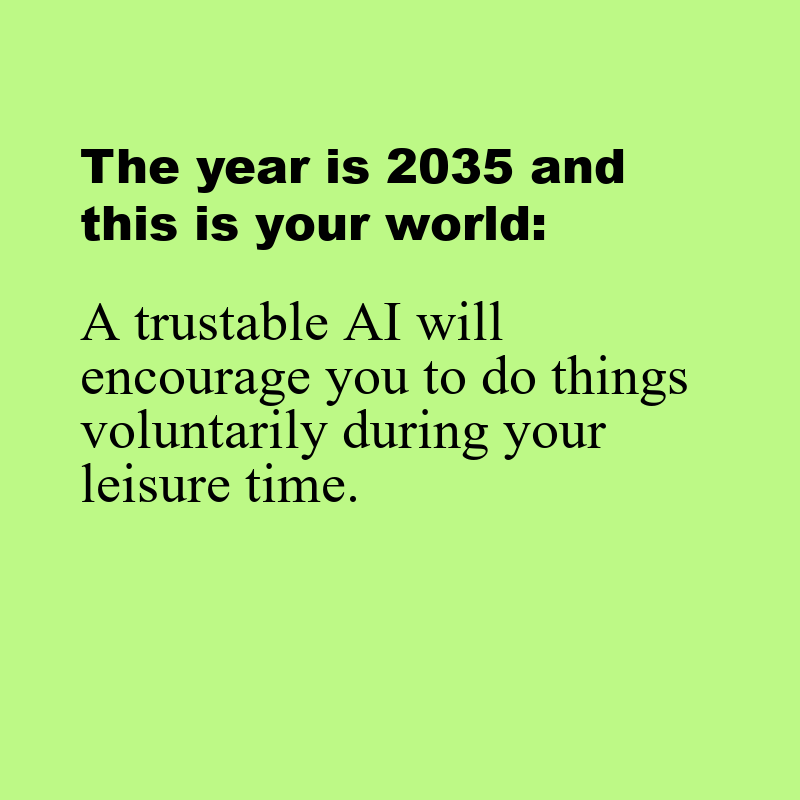 The year is 2035 and
this is your world:
A trustable AI will
encourage you to do things
voluntarily during your
leisure time.